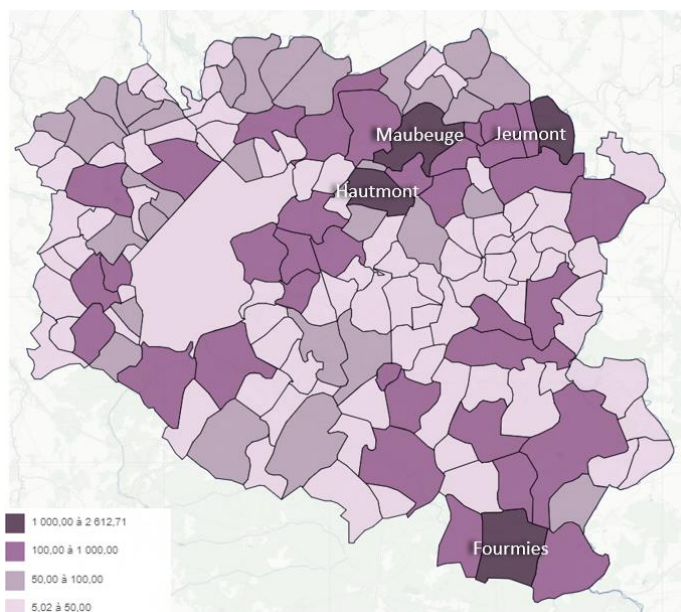 Maubeuge
Jeumont
Hautmont
Fourmies
1 000,00 à 2 612,71
100,00 à 1 000,00
50,00 à 100,00
5,02 à 50,00